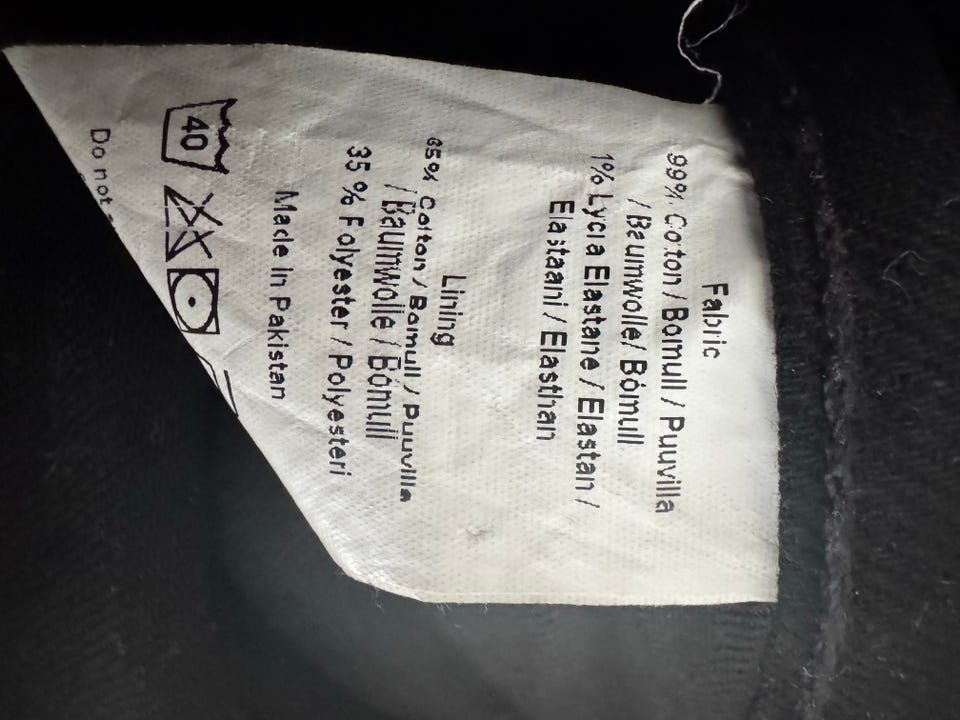 Fabric
99% Cotton / Bomull / Puuvilla
/ Baumwolle/ Bómull
1% Lycra Elastane / Elastan /
Elastaani / Elasthan
Lining
65% Cotton / Bomull / Puuvilla
/ Baumwolle / Bómull
35 % Polyester / Polyesteri
Made In Pakistan
40
Do not